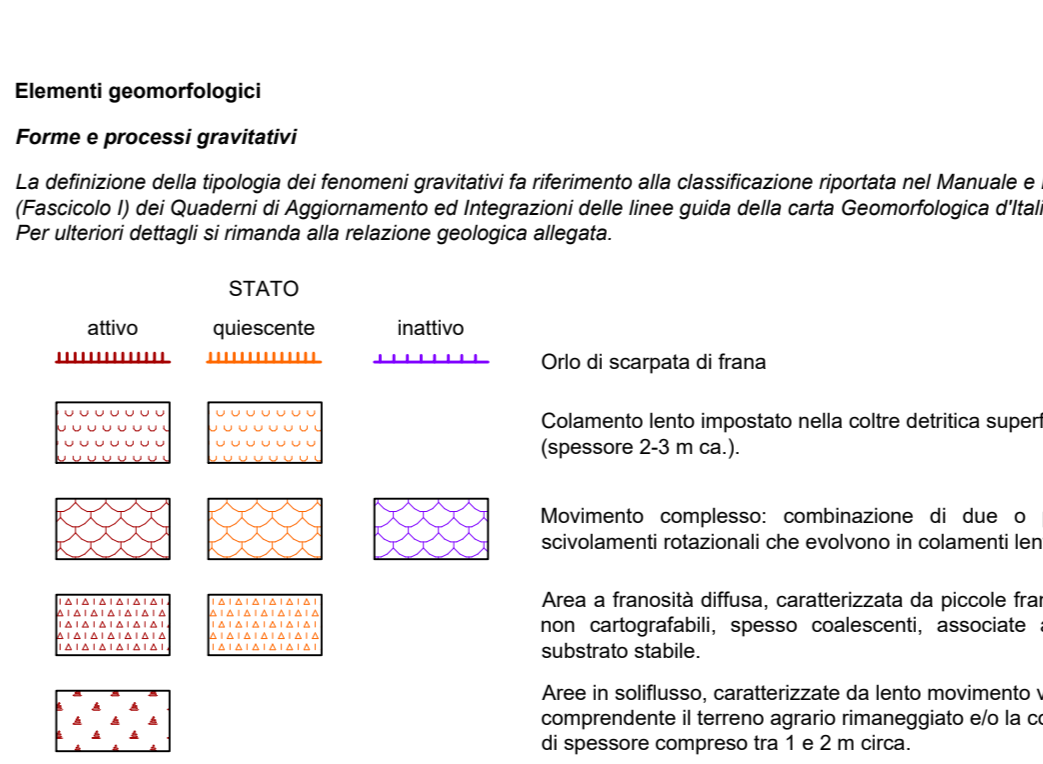 Elementi geomorfologici
Forme e processi gravitativi
La definizione della tipologia dei fenomeni gravitativi fa riferimento alla classificazione riportata nel Manuale e
(Fascicolo I) dei Quaderni di Aggiornamento ed Integrazioni delle linee guida della carta Geomorfologica d'Itali
Per ulteriori dettagli si rimanda alla relazione geologica allegata.
STATO
attivo quiescente inattivo
Orlo di scarpata di frana
Colamento lento impostato nella coltre detritica superf
(spessore 2-3 m ca.).
Movimento complesso: combinazione di due o
scivolamenti rotazionali che evolvono in colamenti len
Area a franosità diffusa, caratterizzata da piccole fran
non cartografabili, spesso coalescenti, associate a
substrato stabile.
Aree in soliflusso, caratterizzate da lento movimento v
comprendente il terreno agrario rimaneggiato e/o la co
di spessore compreso tra 1 e 2 m circa.